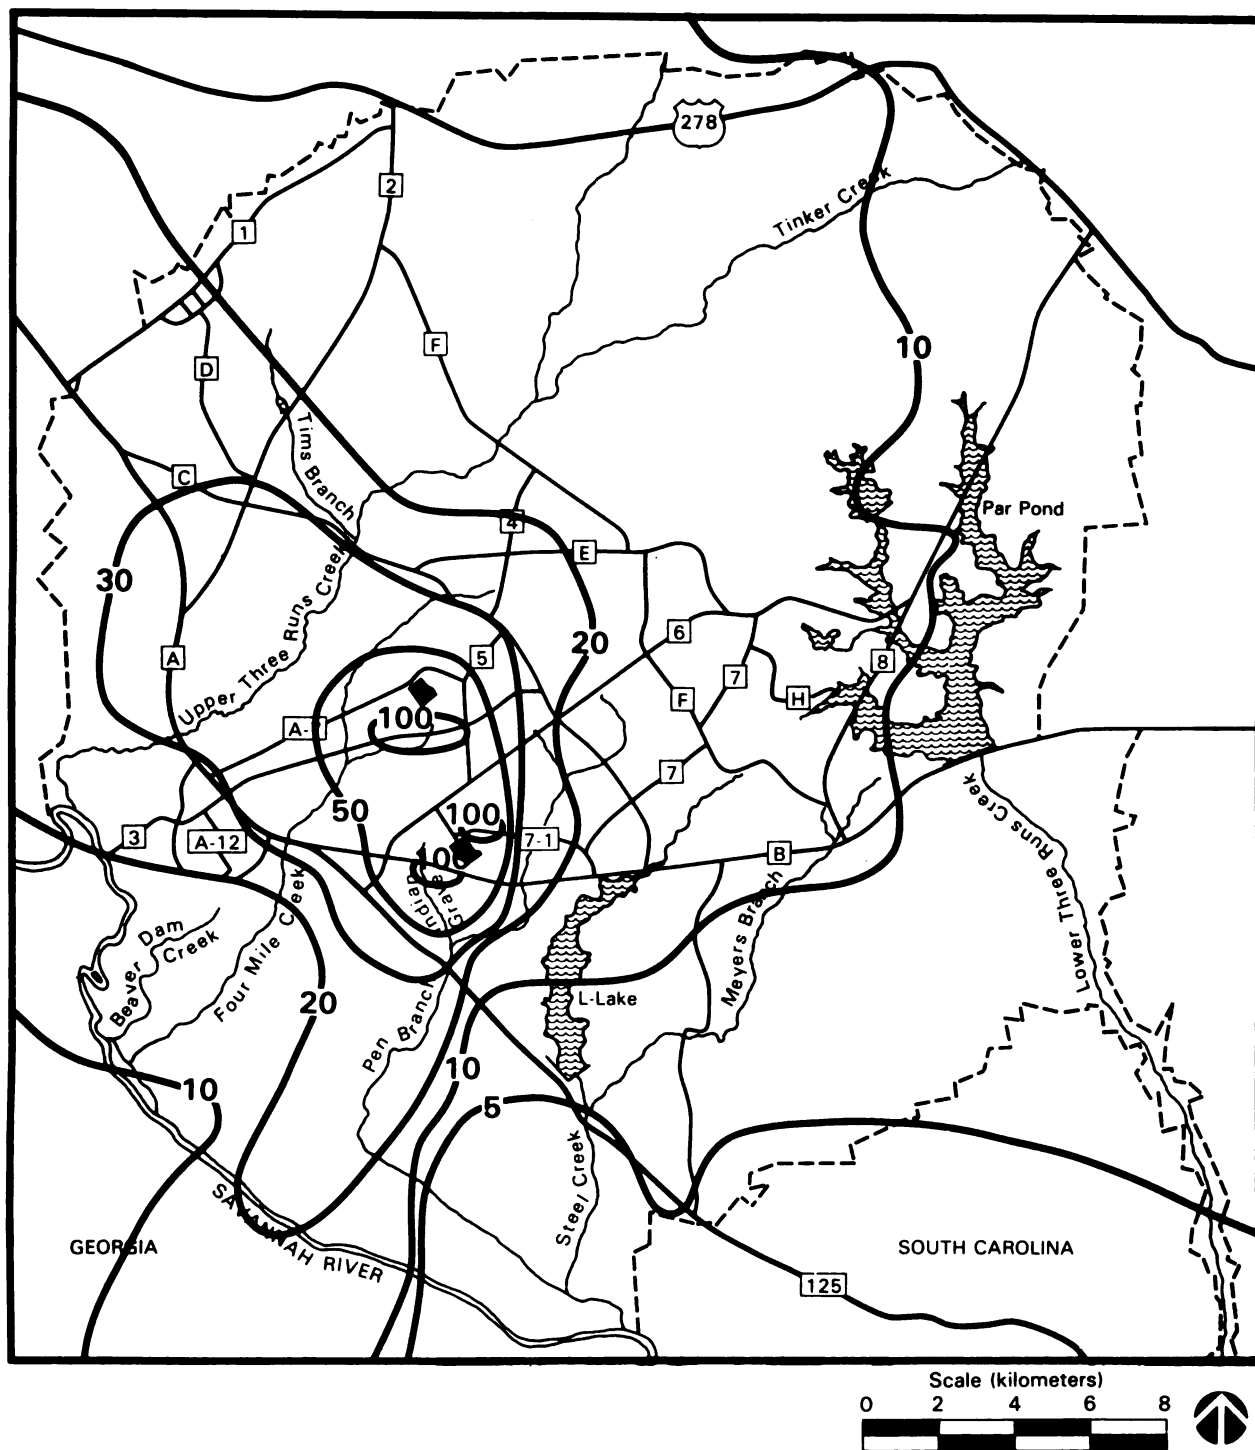 278
2
1
Tinker Creek
F
10
D
Tims Branch
C
Par Pond
4
E
30
Upper Three Runs Creek
20
6
5
A
8
7
F
H
A-
100
7
50
100
3
A-12
7-1
B
100
Indian
Grave
Lower Three Runs Creek
Beaver Dam
Creek
Four Mile Creek
Meyers Branch
20
L-Lake
Pen Branch
10
10
5
Steel Creek
SAVANNAH RIVER
GEORGIA
SOUTH CAROLINA
125
Scale (kilometers)
0 2 4 6 8